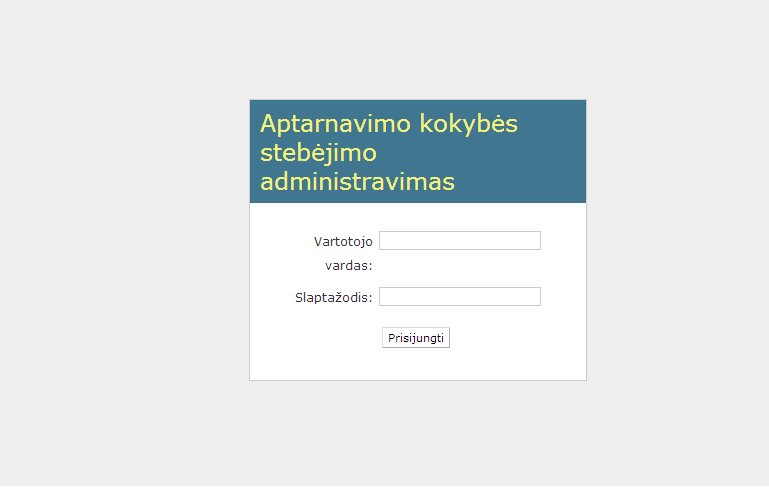 Aptarnavimo kokybės
stebėjimo
administravimas
Vartotojo
vardas:
Slaptažodis:
Prisijungti